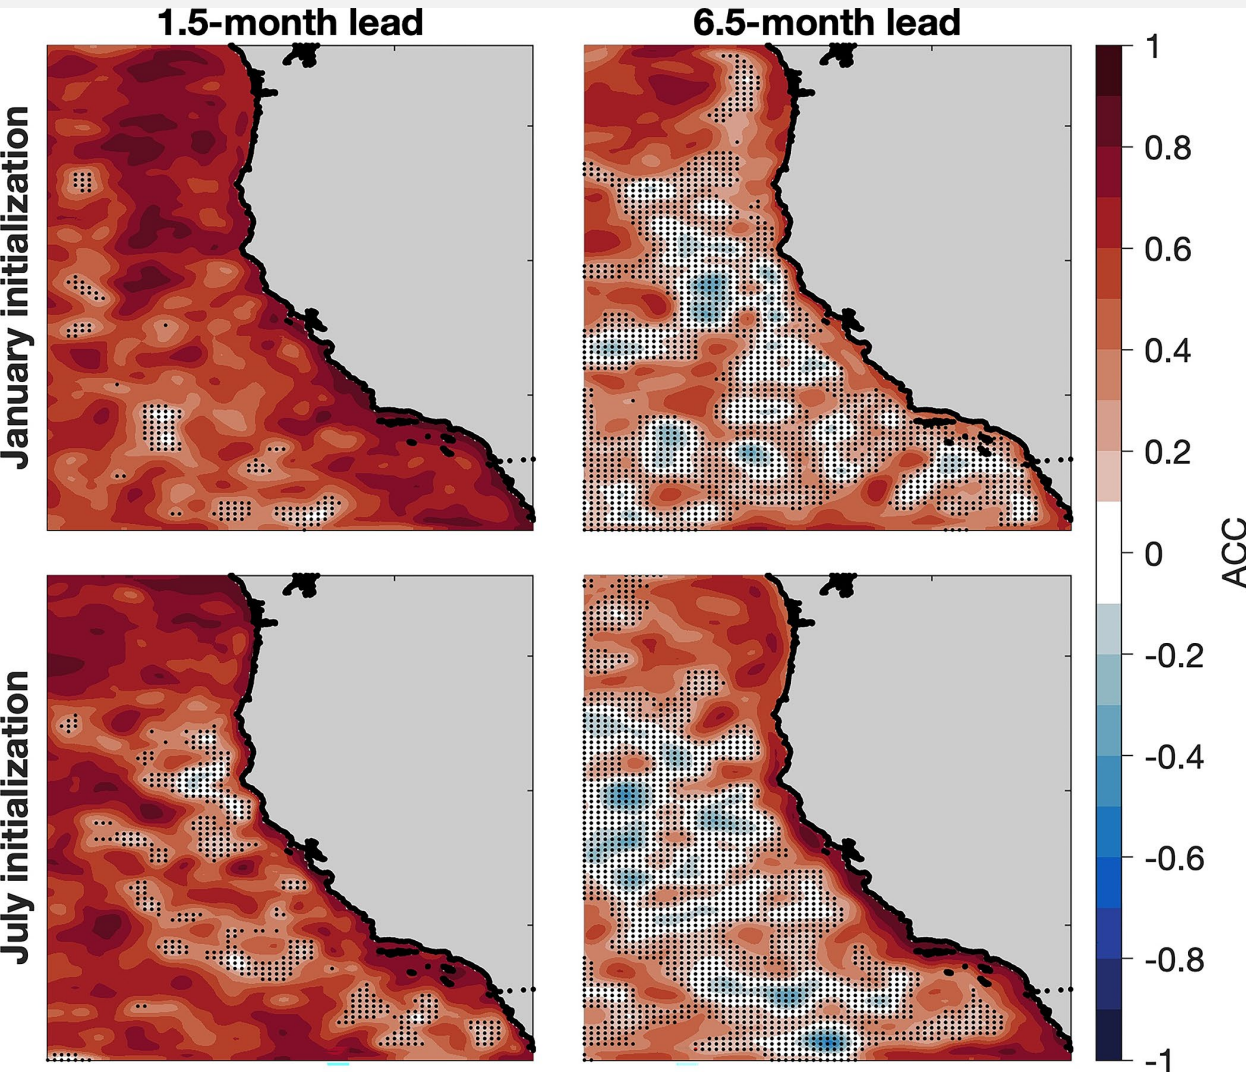 1.5-month lead
6.5-month lead
January initialization
July initialization
1
0.8
0.6
0.4
0.2
0
-0.2
-0.4
-0.6
-0.8
-1
ACC